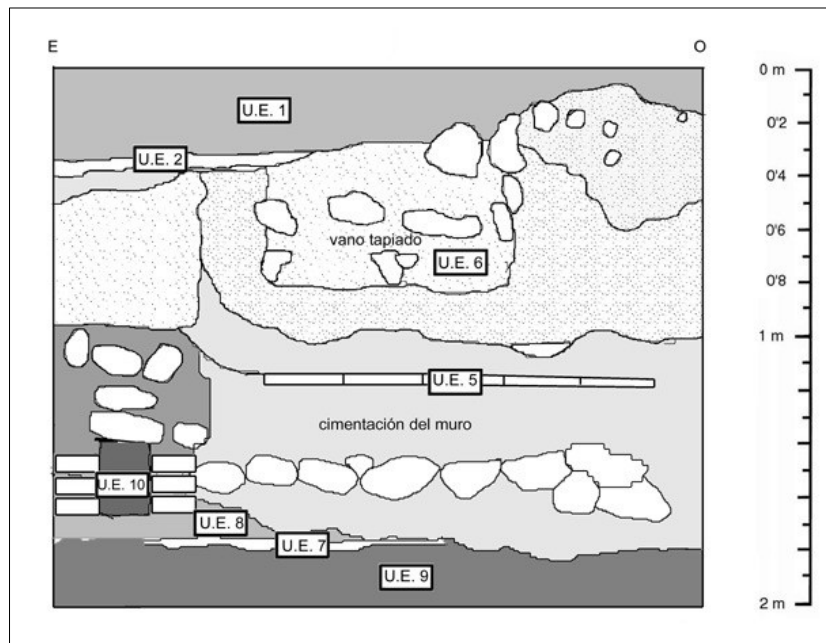 E
O
0 m
U.E. 1
0'2
U.E. 2
0'4
0'6
vano tapiado
U.E. 6
0'8
1 m
U.E. 5
cimentación del muro
U.E. 10
U.E. 8
U.E. 7
U.E. 9
2 m